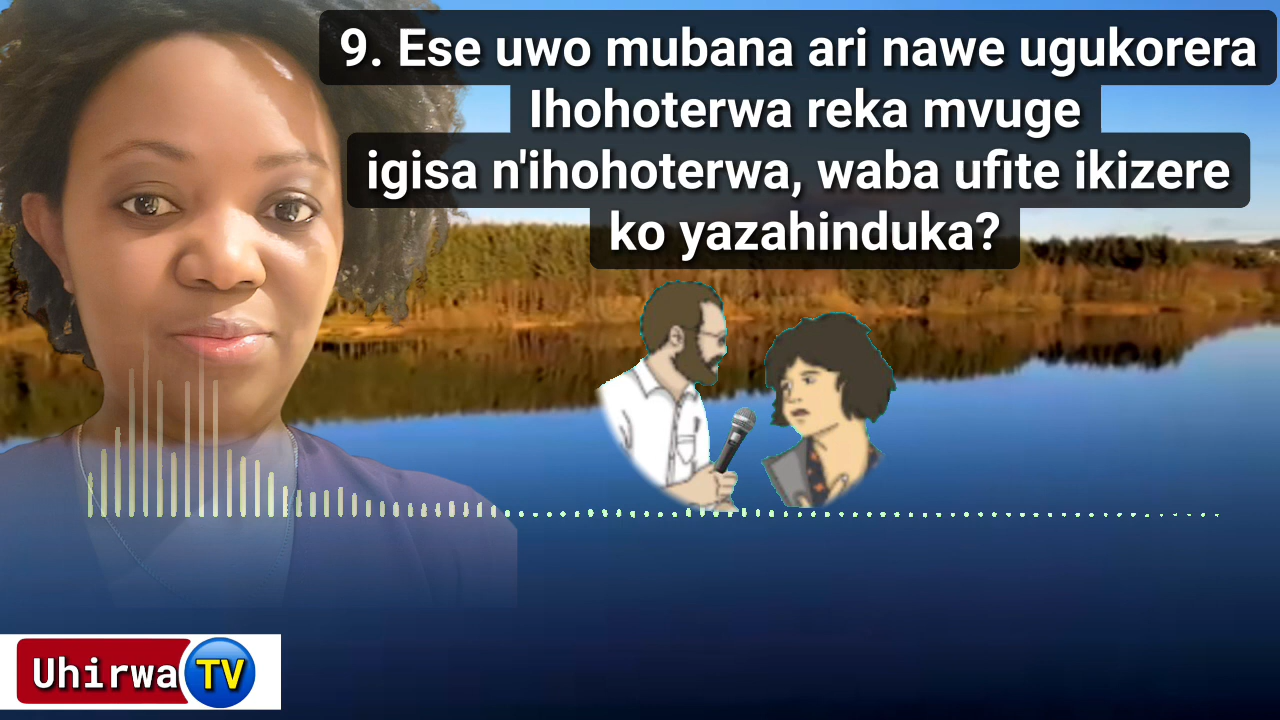 9. Ese uwo mubana ari nawe ugukorera
Ihohoterwa reka mvuge
igisa n'ihohoterwa, waba ufite ikizere
ko yazahinduka?
Uhirwa TV